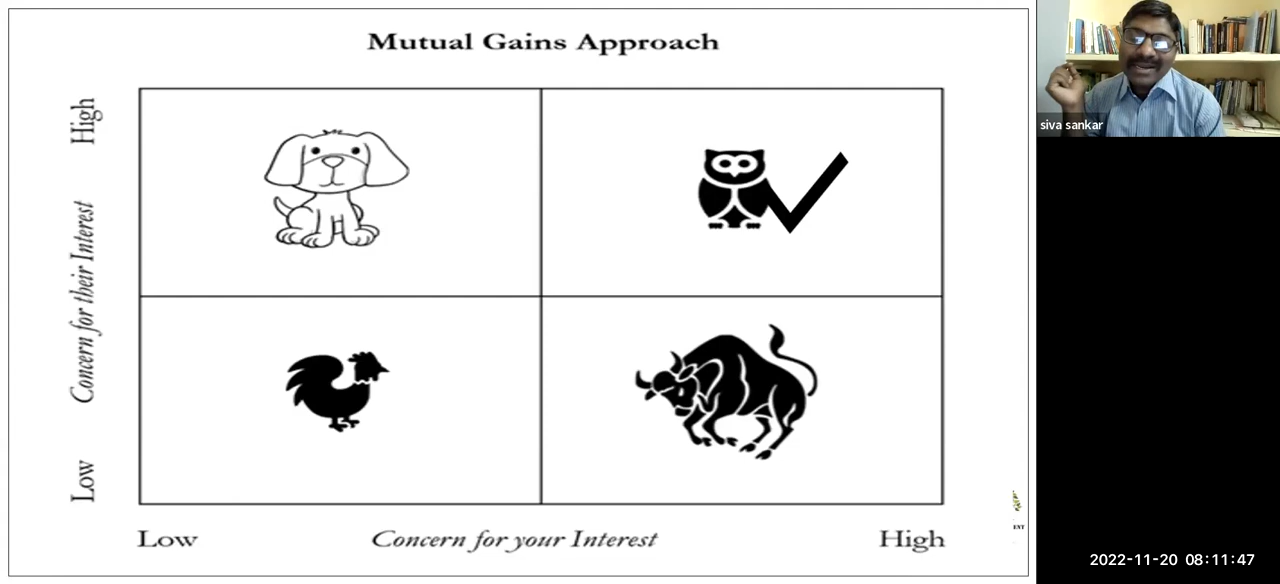 Mutual Gains Approach
High
Concern for their Interest
Low
Low
Concern for your Interest
High
siva sankar
ENT
2022-11-20 08:11:47